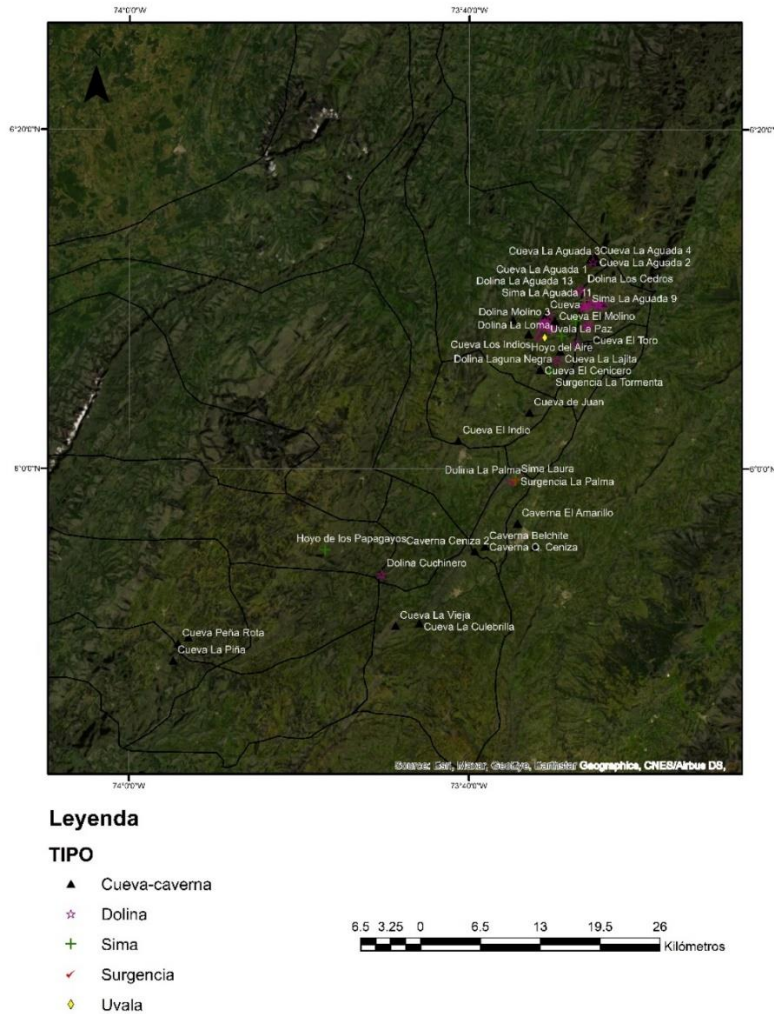 74°0'0"W 73°40'0"W
6°20'0"N 6°20'0"N
Cueva La Aguada 3 Cueva La Aguada 4
Cueva La Aguada 2
Cueva La Aguada 1
Dolina La Aguada 13 Dolina Los Cedros
Sima La Aguada 11
Cueva Sima La Aguada 9
Dolina Molino 3 Cueva El Molino
Dolina La Loma Uvala La Paz
Cueva Los Indios Hoyo del Aire Cueva El Toro
Dolina Laguna Negra Cueva La Lajita
Cueva El Cenicero
Surgencia La Tormenta
Cueva de Juan
Cueva El Indio
6°0'0"N 6°0'0"N
Dolina La Palma Sima Laura
Surgencia La Palma
Caverna El Amarillo
Hoyo de los Papagayos Caverna Ceniza 2 Caverna Belchite
Caverna Q. Ceniza
Dolina Cuchinero
Cueva La Vieja
Cueva La Culebrilla
Cueva Peña Rota
Cueva La Piña
Source: Esri, Maxar, GeoEye, Earthstar Geographics, CNES/Airbus DS,
74°0'0"W 73°40'0"W
Leyenda
TIPO
Cueva-caverna
Dolina
Sima
Surgencia
Uvala
6.5 3.25 0 6.5 13 19.5 26
Kilómetros